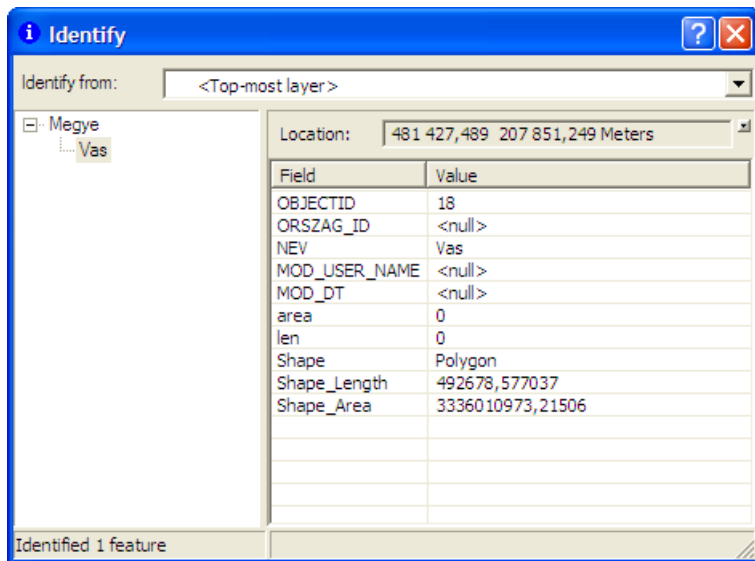 Identify
Identify from: <Top-most layer>
Megye
Vas
Location: 481 427,489 207 851,249 Meters
Field Value
OBJECTID 18
ORSZAG_ID <null>
NEV Vas
MOD_USER_NAME <null>
MOD_DT <null>
area 0
len 0
Shape Polygon
Shape_Length 492678,577037
Shape_Area 3336010973,21506
Identified 1 feature